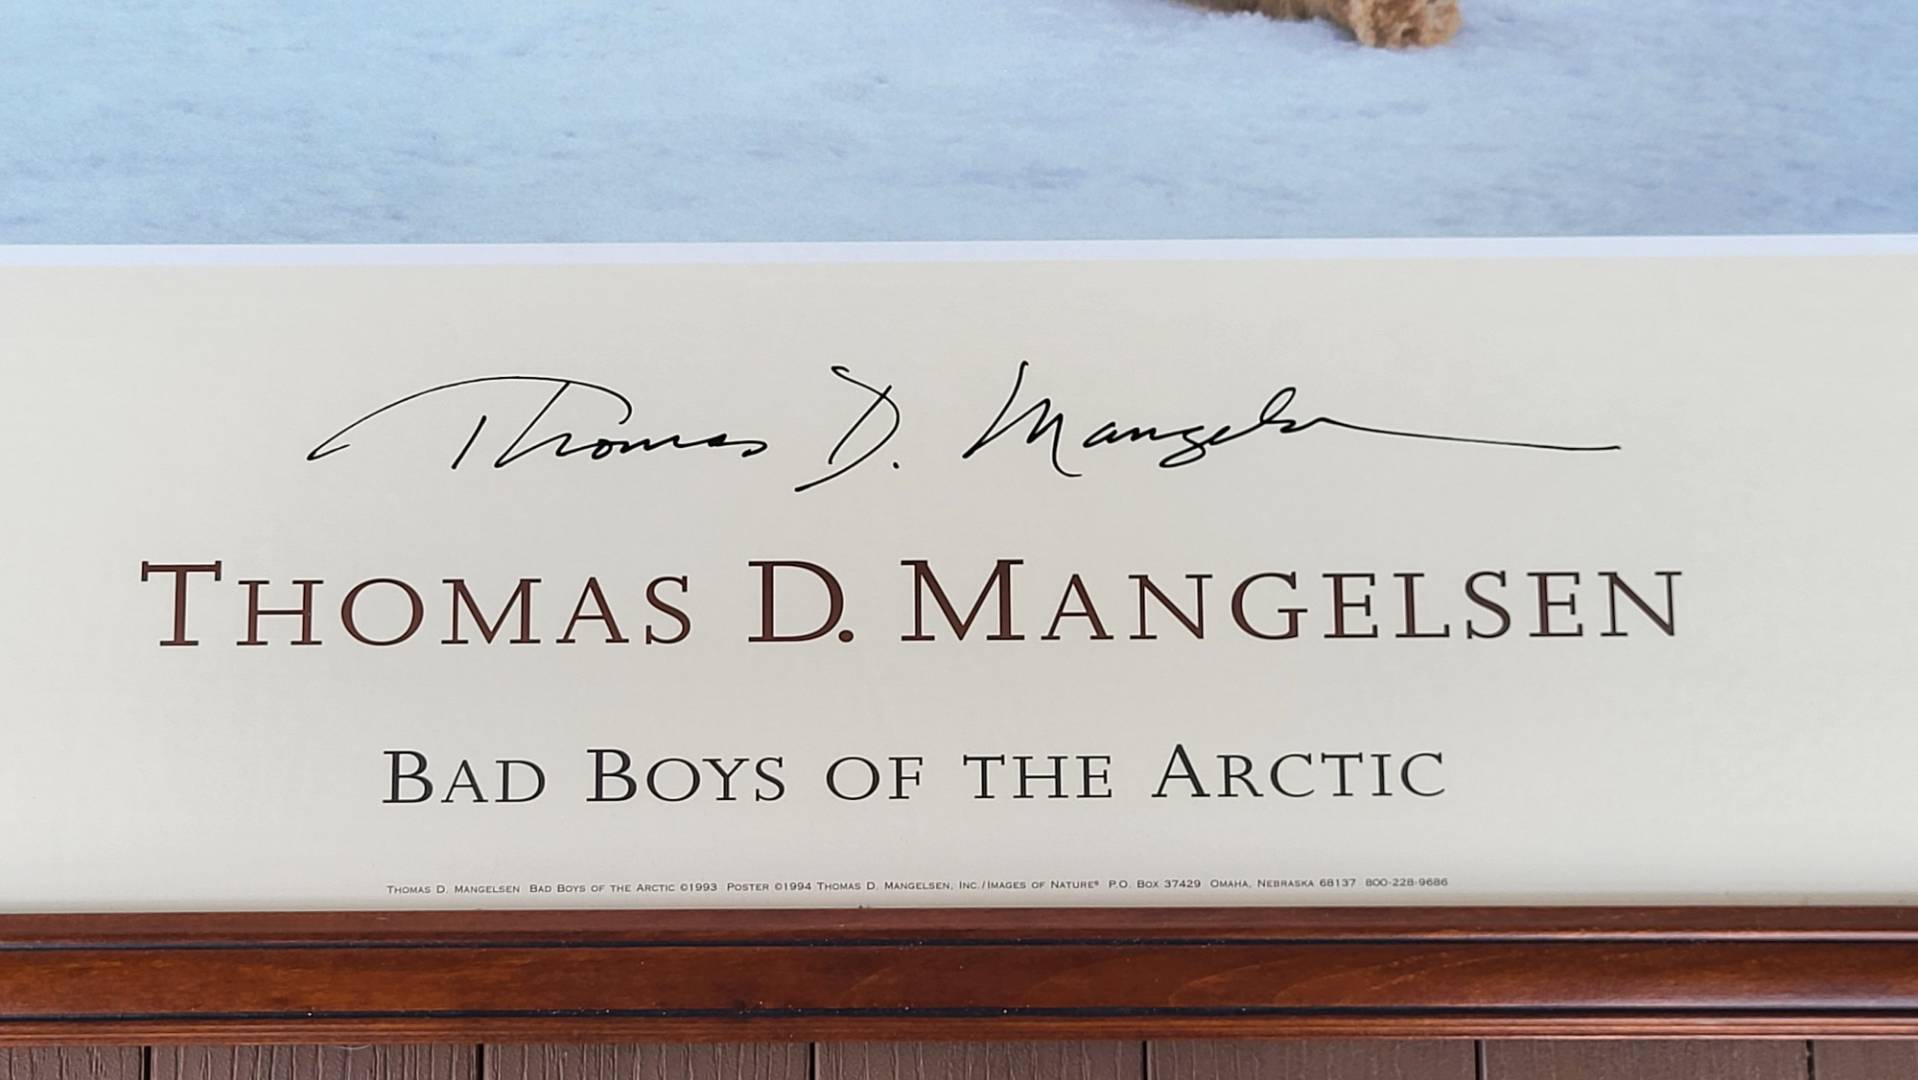 Thomas D. Mangelsen
THOMAS D. MANGELSEN
BAD BOYS OF THE ARCTIC
THOMAS D. MANGELSEN BAD BOYS OF THE ARCTIC ©1993 POSTER ©1994 THOMAS D. MANGELSEN, INC./IMAGES OF NATURE® P.O. BOX 37429 OMAHA, NEBRASKA 68137 800-228-9686